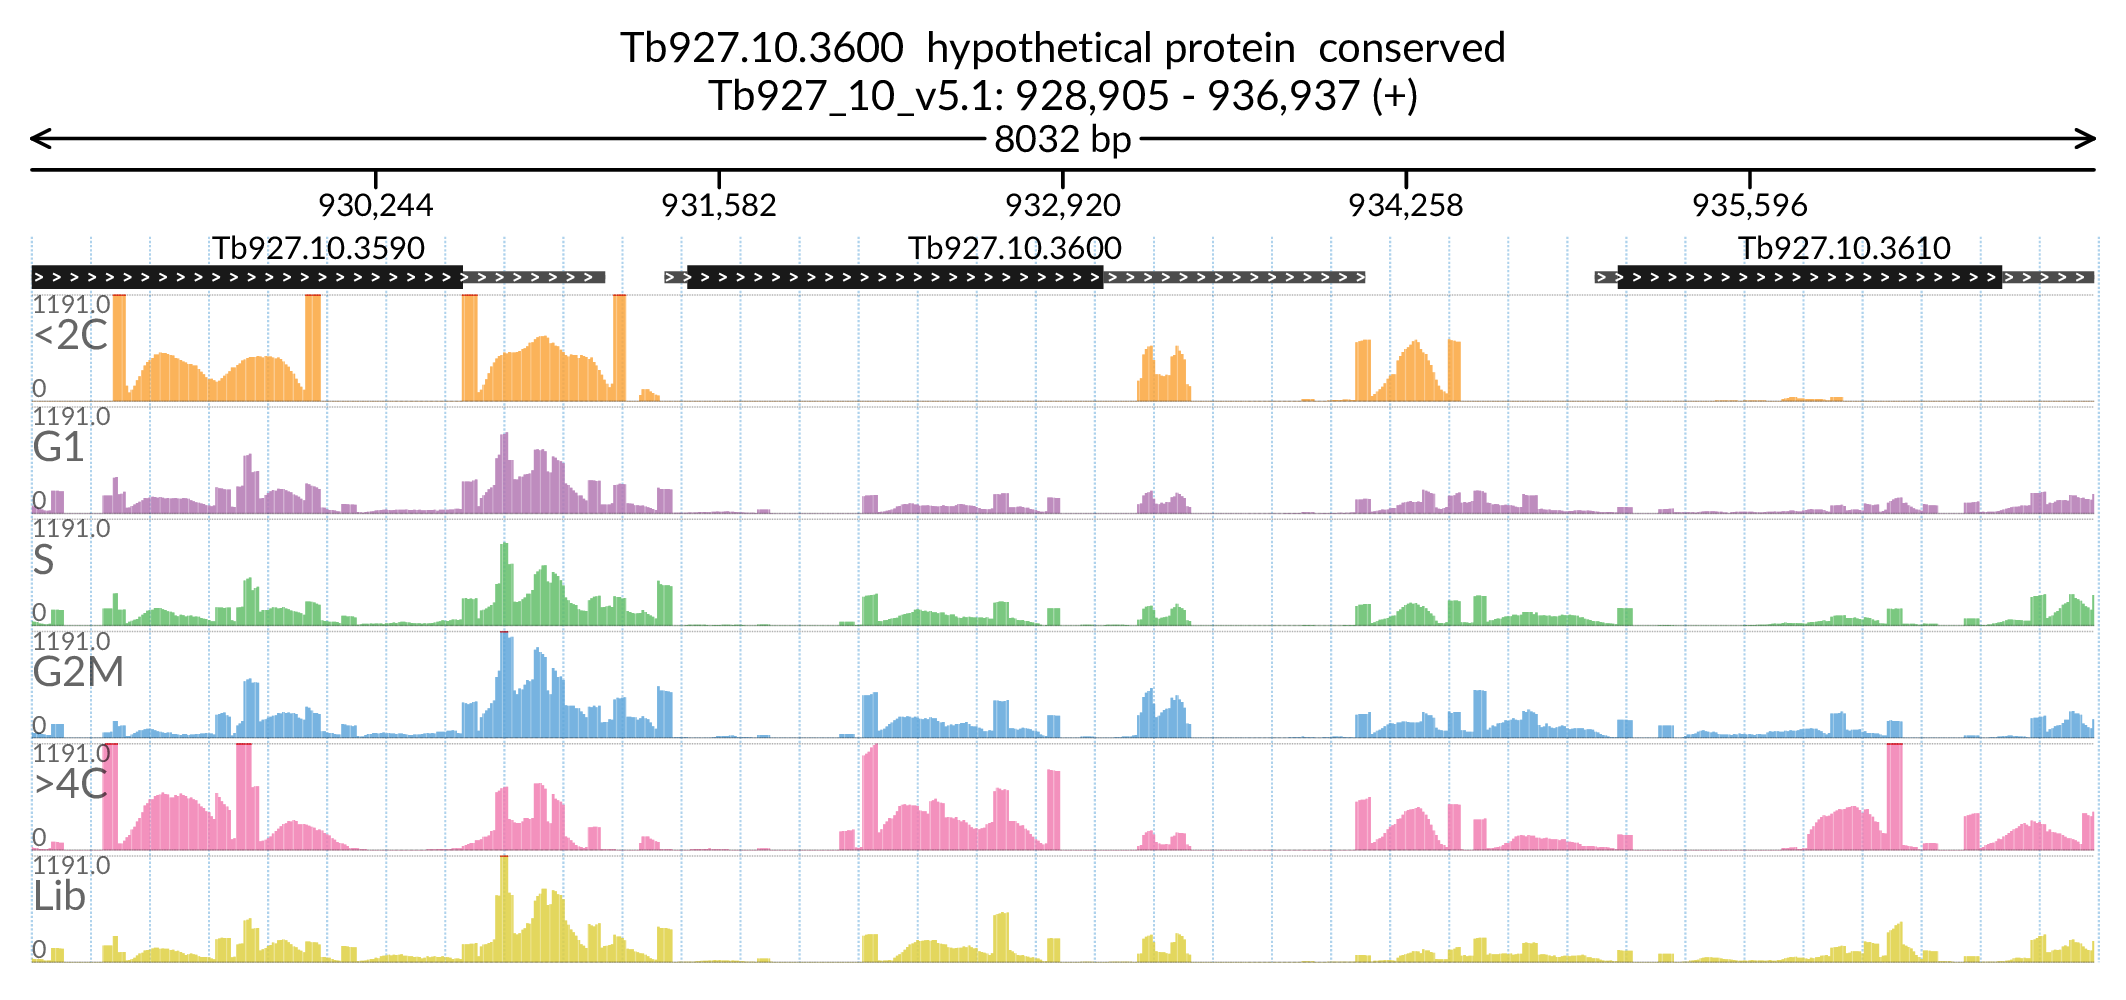 Tb927.10.3600  hypothetical protein  conserved
Tb927_10_v5.1: 928,905 - 936,937 (+)
8032 bp
930,244 931,582 932,920 934,258 935,596
Tb927.10.3590 Tb927.10.3600 Tb927.10.3610
1191.0
<2C
0
1191.0
G1
0
1191.0
S
0
1191.0
G2M
0
1191.0
>4C
0
1191.0
Lib
0